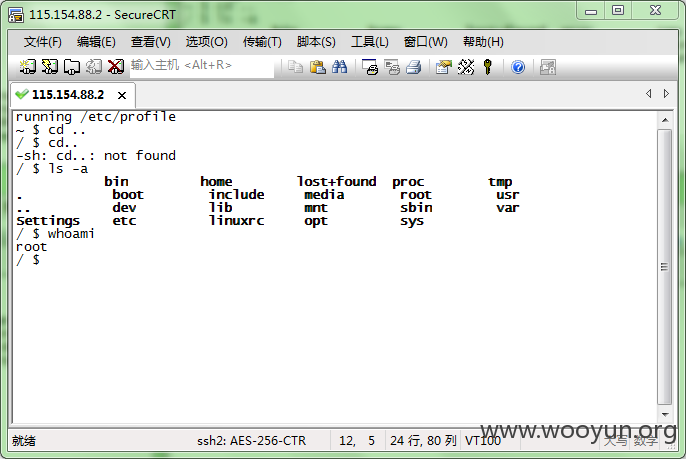 115.154.88.2 - SecureCRT
文件(F) 编辑(E) 查看(V) 选项(O) 传输(T) 脚本(S) 工具(L) 窗口(W) 帮助(H)
输入主机 <Alt+R>
115.154.88.2
running /etc/profile
~ $ cd ..
/ $ cd..
-sh: cd..: not found
/ $ ls -a
bin home lost+found proc tmp
. boot include media root usr
.. dev lib mnt sbin var
Settings etc linuxrc opt sys
/ $ whoami
root
/ $
就绪 ssh2: AES-256-CTR 12, 5 24 行, 80 列 VT100 大写 数字
www.wooyun.org